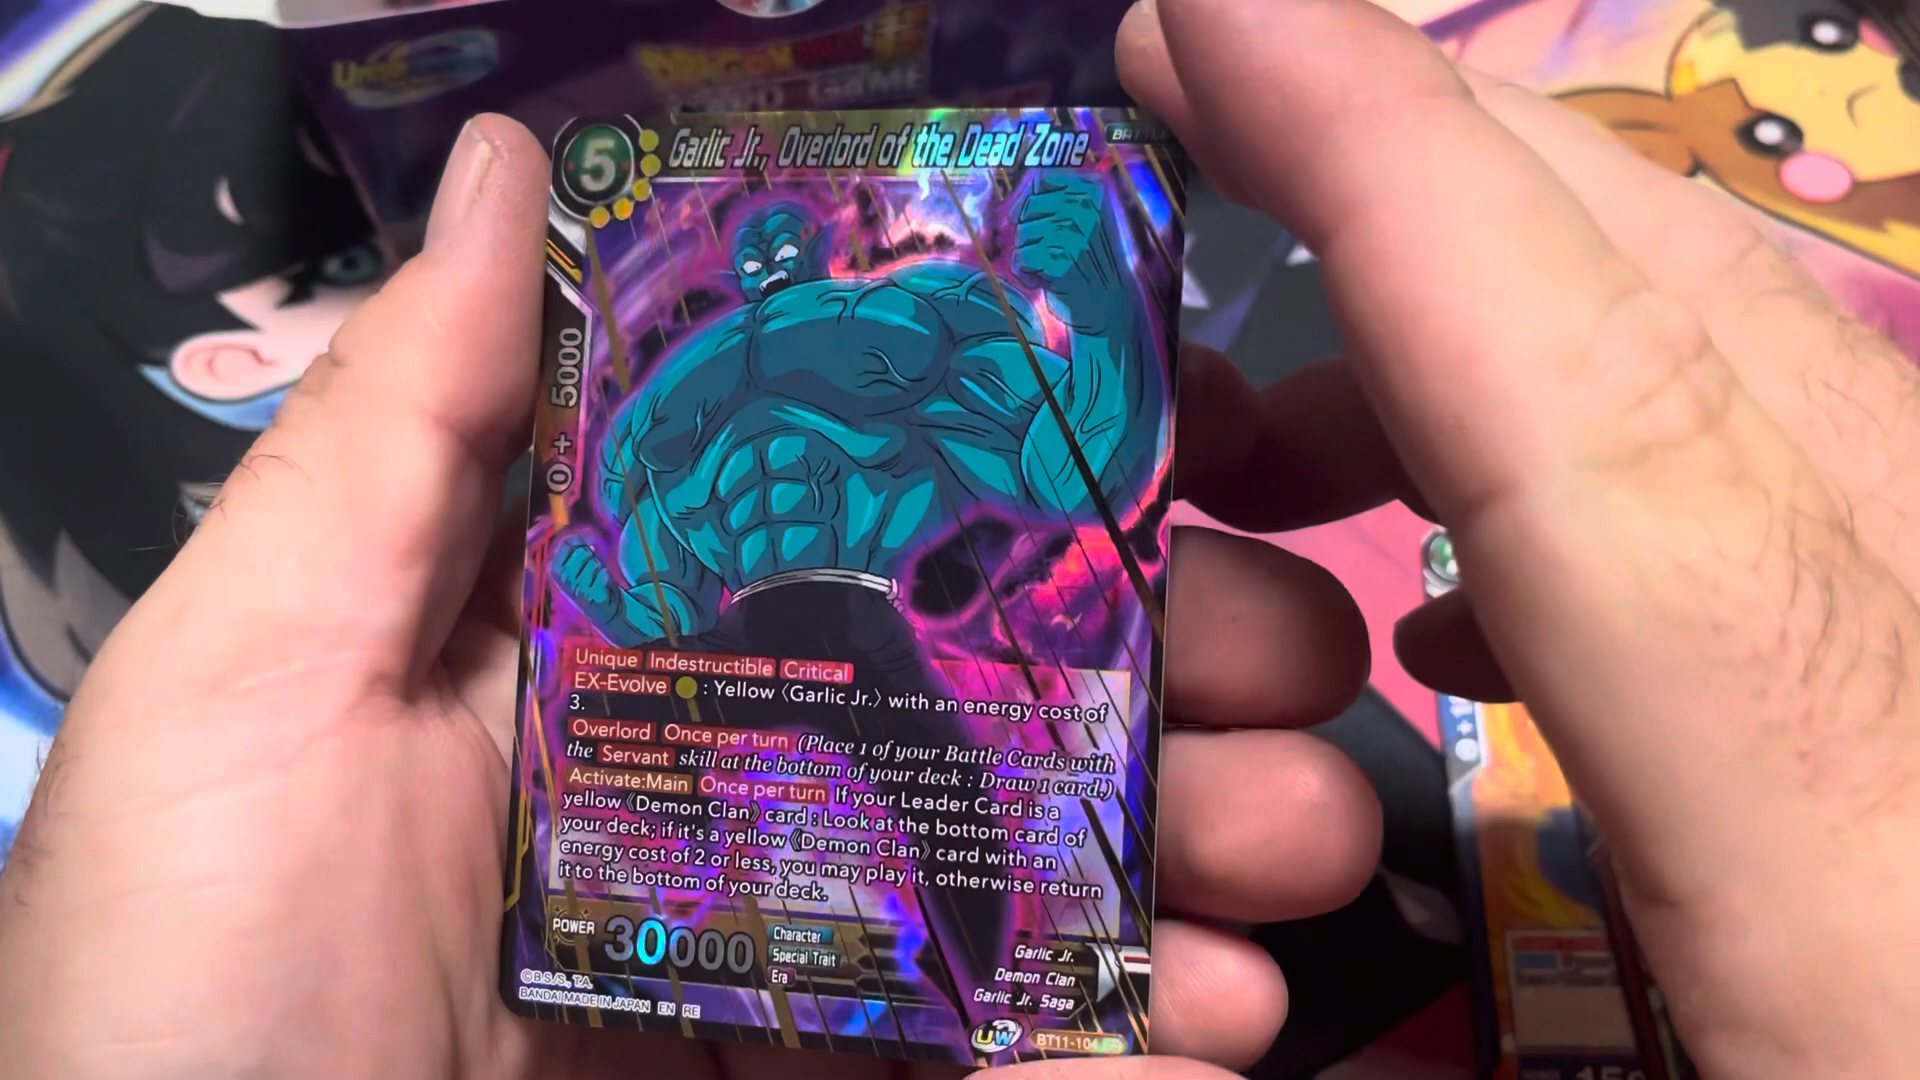 DRAGON BALL
CARD GAME
5
Garlic Jr., Overlord of the Dead Zone
BATTLE
+ 5000
Unique Indestructible Critical
EX-Evolve : Yellow〈Garlic Jr.〉with an energy cost of
3.
Overlord Once per turn (Place 1 of your Battle Cards with
the Servant skill at the bottom of your deck : Draw 1 card.)
Activate:Main Once per turn If your Leader Card is a
yellow《Demon Clan》card : Look at the bottom card of
your deck; if it's a yellow《Demon Clan》card with an
energy cost of 2 or less, you may play it, otherwise return
it to the bottom of your deck.
POWER 30000
Character Garlic Jr.
Special Trait Demon Clan
Era Garlic Jr. Saga
©B.S./S., T.A.
BANDAI MADE IN JAPAN EN RE
UW BT11-104